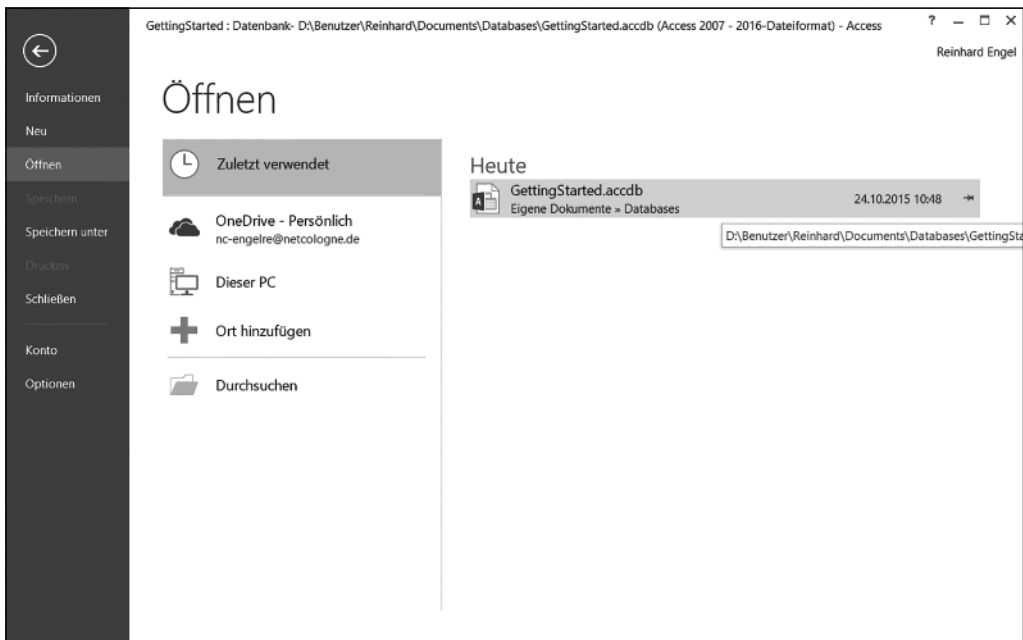 GettingStarted : Datenbank- D:\Benutzer\Reinhard\Documents\Databases\GettingStarted.accdb (Access 2007 - 2016-Dateiformat) - Access
?
Reinhard Engel
Informationen
Neu
Öffnen
Speichern
Speichern unter
Drucken
Schließen
Konto
Optionen
Öffnen
Zuletzt verwendet
OneDrive - Persönlich
nc-engelre@netcologne.de
Dieser PC
Ort hinzufügen
Durchsuchen
Heute
GettingStarted.accdb
Eigene Dokumente » Databases
24.10.2015 10:48
D:\Benutzer\Reinhard\Documents\Databases\GettingSta